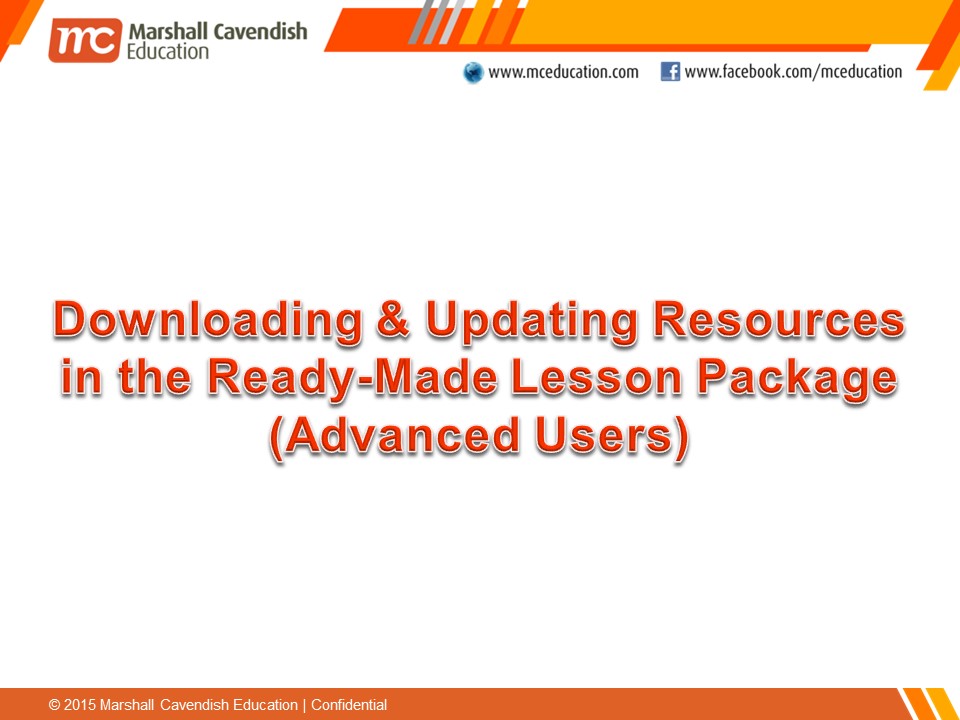 mc Marshall Cavendish
Education
www.mceducation.com www.facebook.com/mceducation
Downloading & Updating Resources
in the Ready-Made Lesson Package
(Advanced Users)
© 2015 Marshall Cavendish Education | Confidential